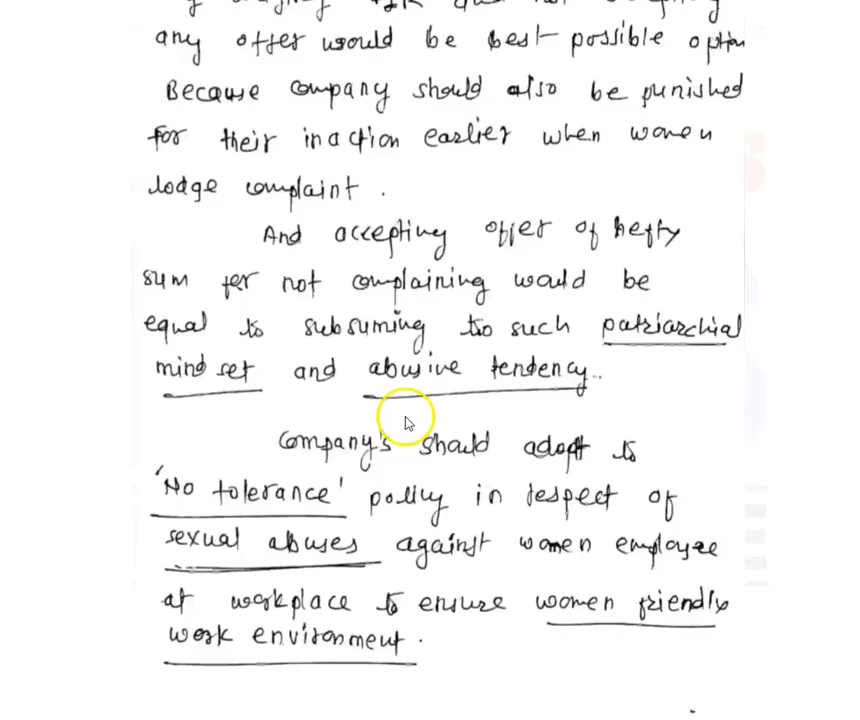 any offer would be best possible option
Because company should also be punished
for their inaction earlier when women
lodge complaint.
And accepting offer of hefty
sum for not complaining would be
equal to subsuming to such patriarchial
mind set and abusive tendency.
Company's should adopt to
'No tolerance' policy in respect of
sexual abuses against women employee
at workplace to ensure women friendly
work environment.